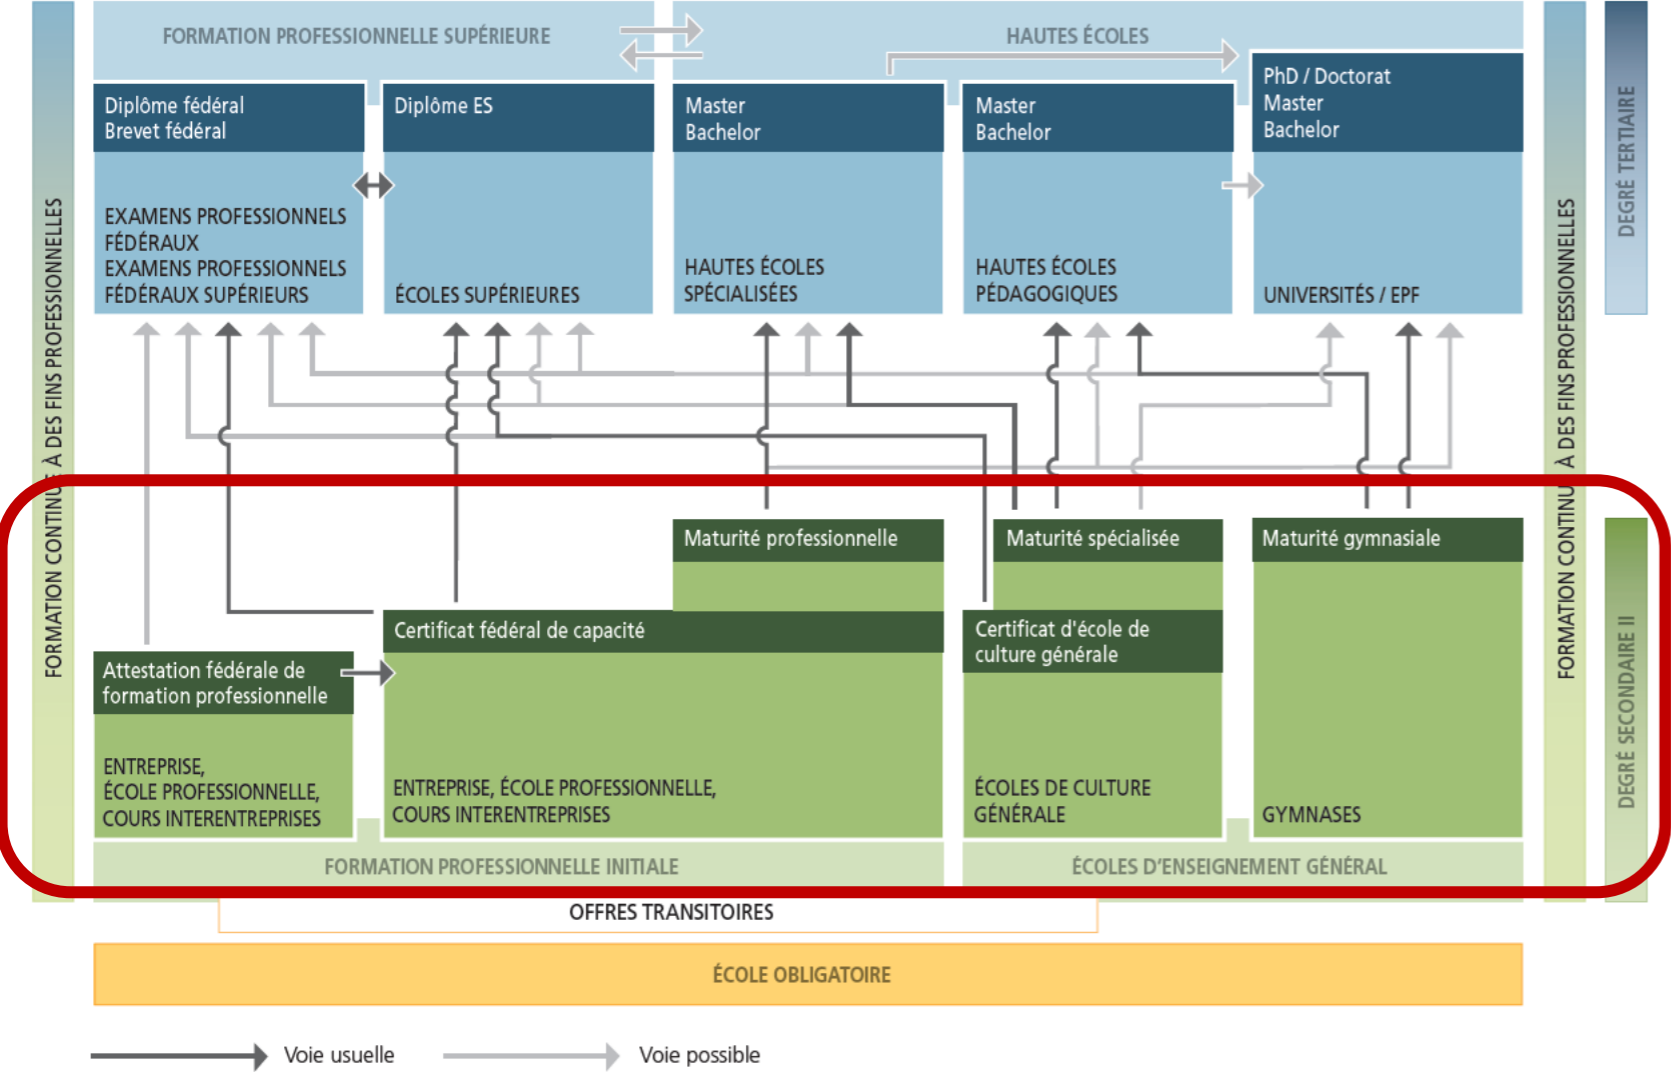 FORMATION PROFESSIONNELLE SUPÉRIEURE
HAUTES ÉCOLES
Diplôme fédéral
Brevet fédéral
Diplôme ES
Master
Bachelor
Master
Bachelor
PhD / Doctorat
Master
Bachelor
EXAMENS PROFESSIONNELS
FÉDÉRAUX
EXAMENS PROFESSIONNELS
FÉDÉRAUX SUPÉRIEURS
ÉCOLES SUPÉRIEURES
HAUTES ÉCOLES
SPÉCIALISÉES
HAUTES ÉCOLES
PÉDAGOGIQUES
UNIVERSITÉS / EPF
FORMATION CONTINUE À DES FINS PROFESSIONNELLES
FORMATION CONTINUE À DES FINS PROFESSIONNELLES
DEGRÉ TERTIAIRE
Maturité professionnelle
Maturité spécialisée
Maturité gymnasiale
Certificat fédéral de capacité
Certificat d'école de
culture générale
Attestation fédérale de
formation professionnelle
ENTREPRISE,
ÉCOLE PROFESSIONNELLE,
COURS INTERENTREPRISES
ENTREPRISE, ÉCOLE PROFESSIONNELLE,
COURS INTERENTREPRISES
ÉCOLES DE CULTURE
GÉNÉRALE
GYMNASES
DEGRÉ SECONDAIRE II
FORMATION PROFESSIONNELLE INITIALE
ÉCOLES D'ENSEIGNEMENT GÉNÉRAL
OFFRES TRANSITOIRES
ÉCOLE OBLIGATOIRE
Voie usuelle
Voie possible